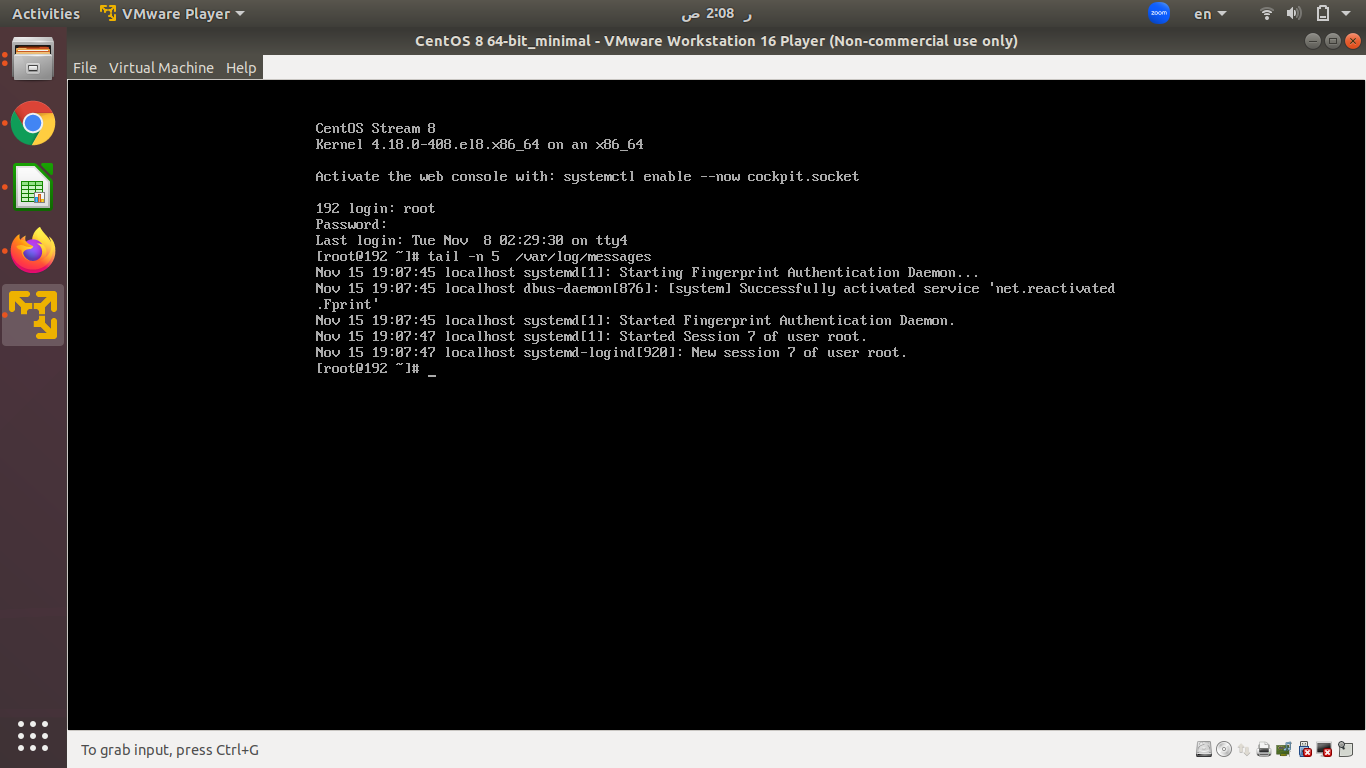 Activities VMware Player ر 2:08 ص zoom en
CentOS 8 64-bit_minimal - VMware Workstation 16 Player (Non-commercial use only)
File Virtual Machine Help
CentOS Stream 8
Kernel 4.18.0-408.el8.x86_64 on an x86_64
Activate the web console with: systemctl enable --now cockpit.socket
192 login: root
Password:
Last login: Tue Nov  8 02:29:30 on tty4
[root@192 ~]# tail -n 5  /var/log/messages
Nov 15 19:07:45 localhost systemd[1]: Starting Fingerprint Authentication Daemon...
Nov 15 19:07:45 localhost dbus-daemon[876]: [system] Successfully activated service 'net.reactivated
.Fprint'
Nov 15 19:07:45 localhost systemd[1]: Started Fingerprint Authentication Daemon.
Nov 15 19:07:47 localhost systemd[1]: Started Session 7 of user root.
Nov 15 19:07:47 localhost systemd-logind[920]: New session 7 of user root.
[root@192 ~]# _
To grab input, press Ctrl+G